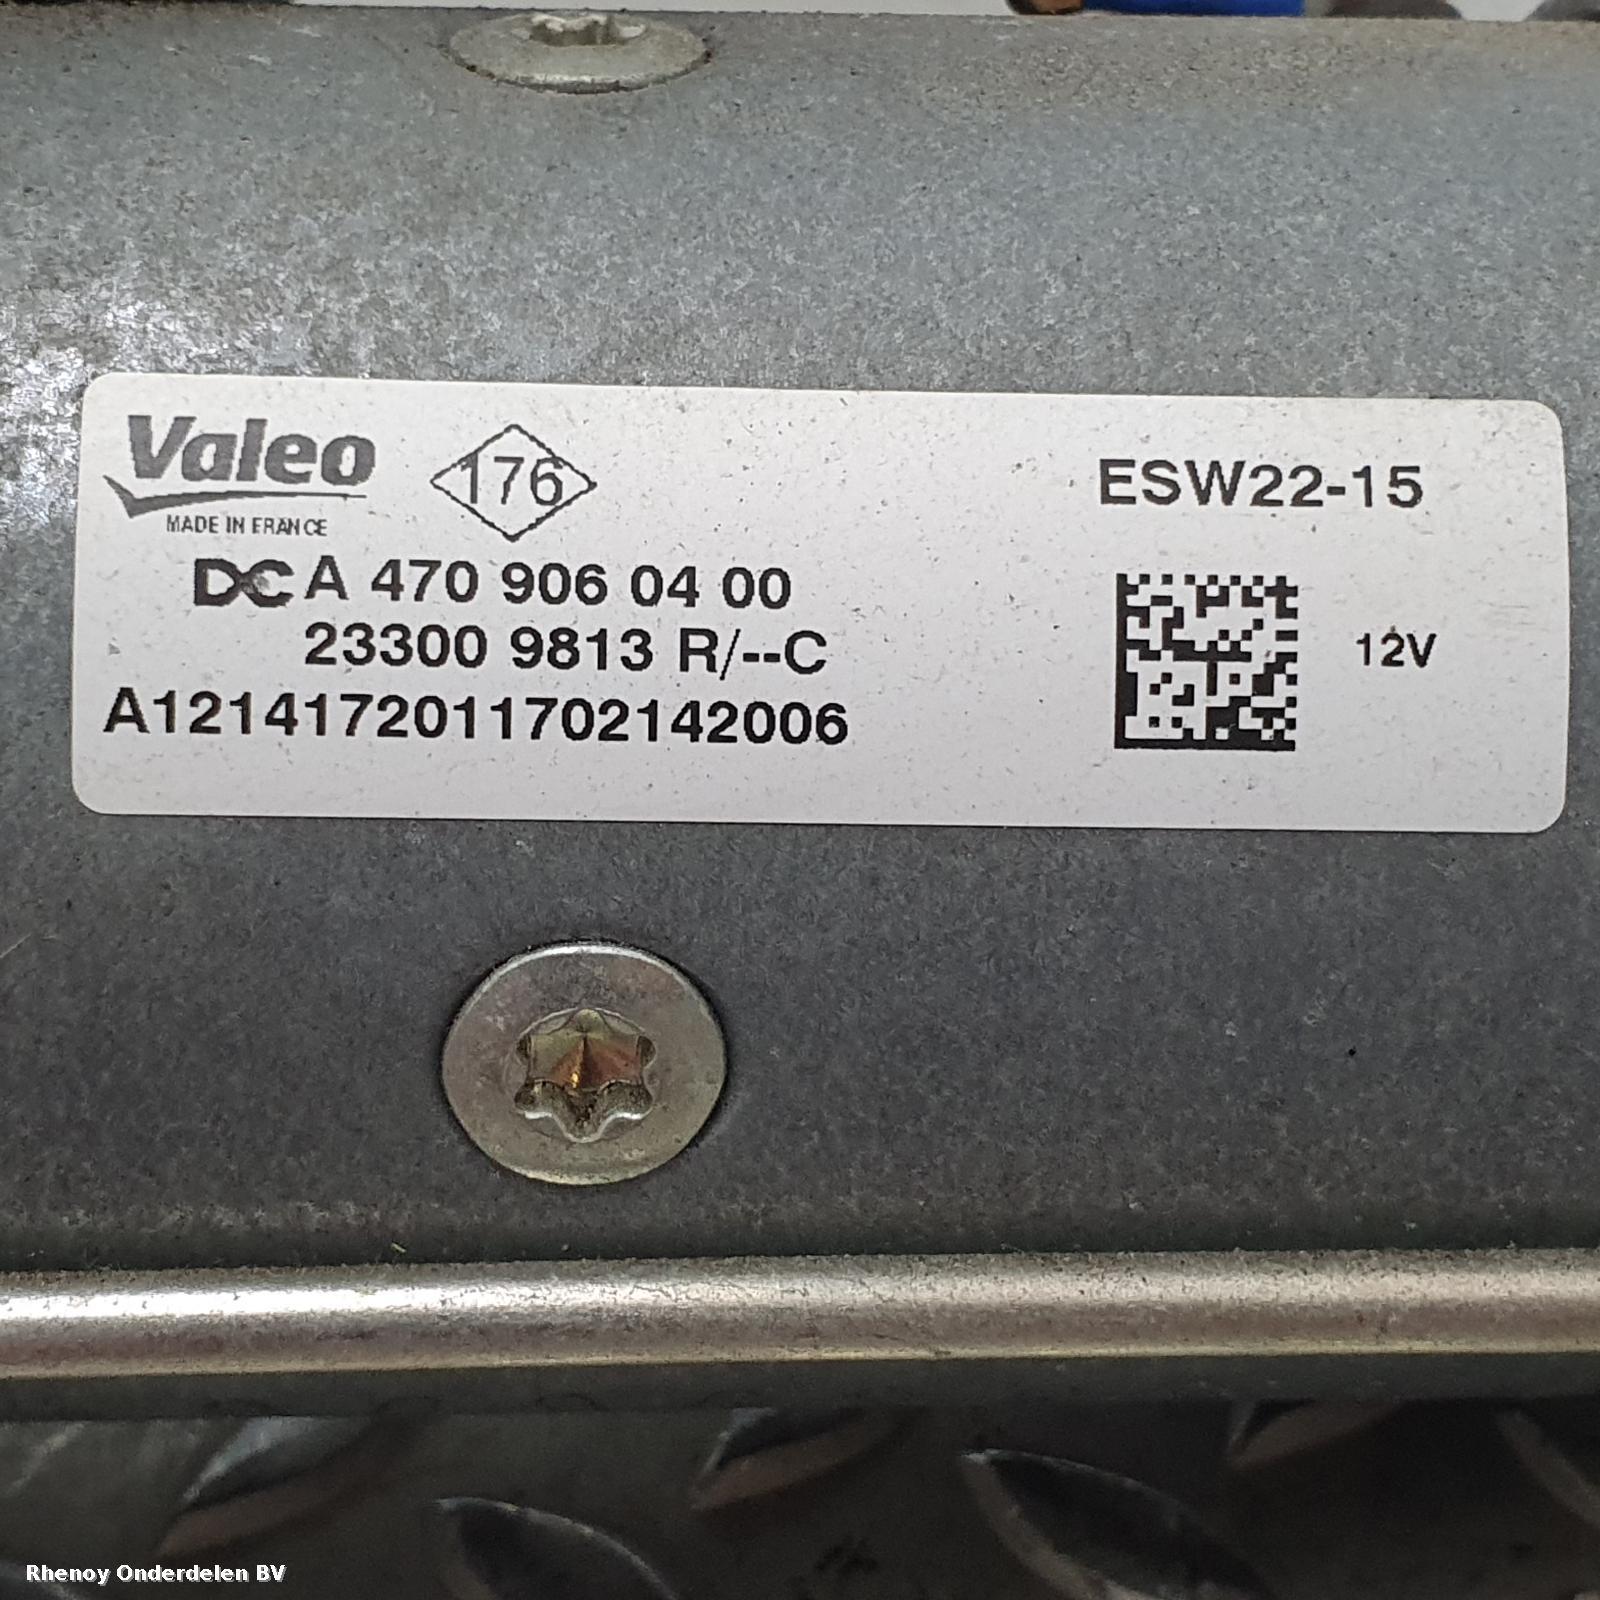 Valeo 176 ESW22-15
MADE IN FRANCE
DC A 470 906 04 00
23300 9813 R/--C 12V
A1214172011702142006
Rhenoy Onderdelen BV